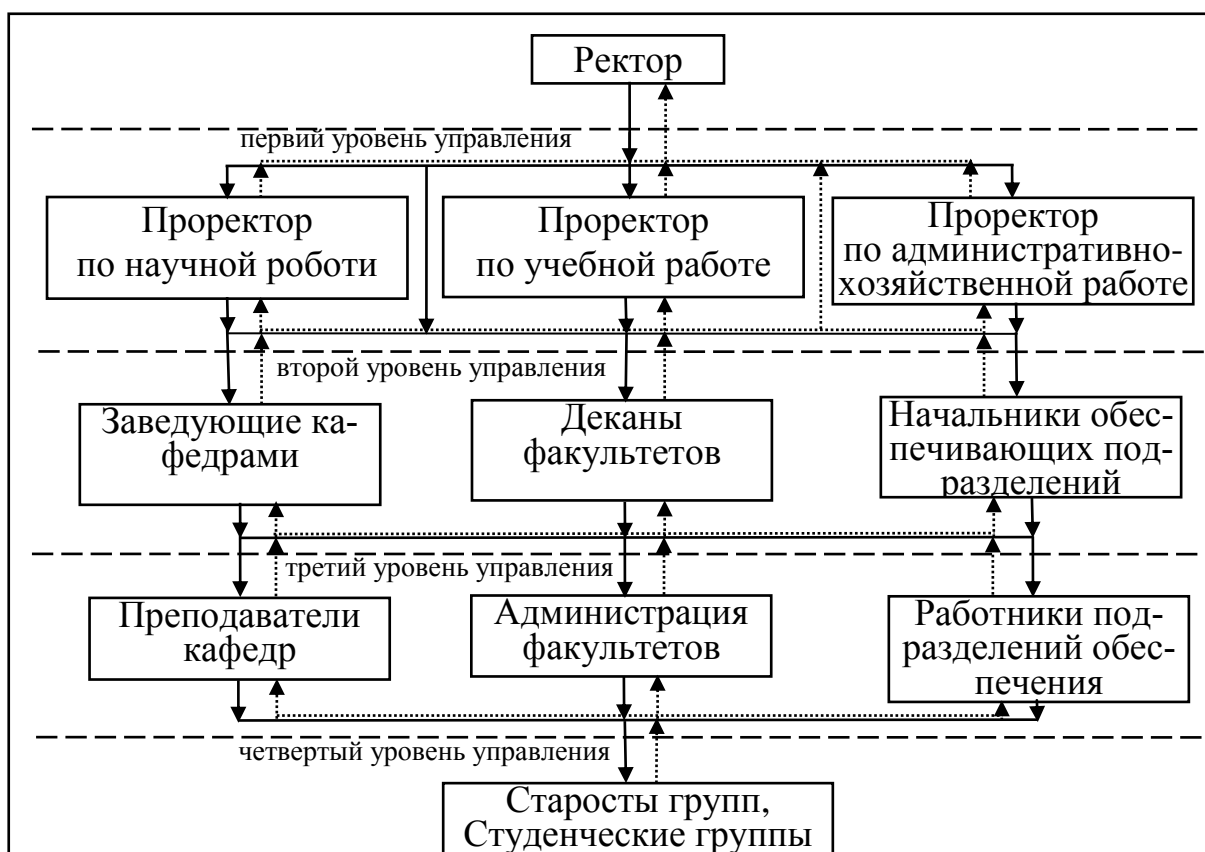 Ректор
первий уровень управления
Проректор
по научной роботи
Проректор
по учебной работе
Проректор
по административно-
хозяйственной работе
второй уровень управления
Заведующие ка-
федрами
Деканы
факультетов
Начальники обес-
печивающих под-
разделений
третий уровень управления
Преподаватели
кафедр
Администрация
факультетов
Работники под-
разделений обес-
печения
четвертый уровень управления
Старосты групп,
Студенческие группы